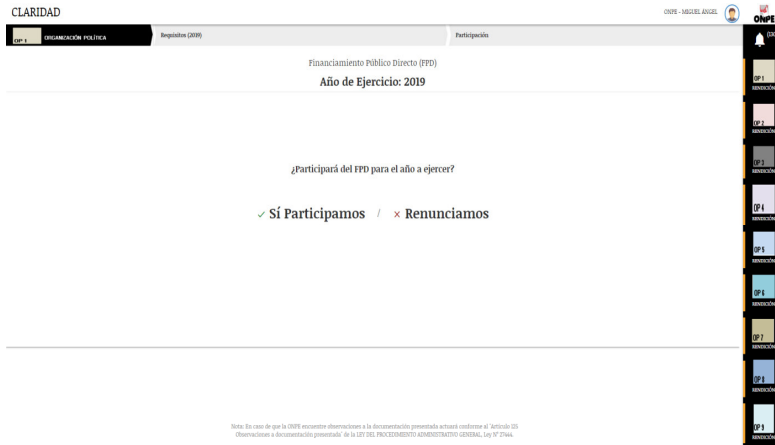 CLARIDAD
ONPE - MIGUEL ÁNGEL
ONPE
OP 1 ORGANIZACIÓN POLÍTICA
Requisitos (2019)
Participación
Financiamiento Público Directo (FPD)
Año de Ejercicio: 2019
¿Participará del FPD para el año a ejercer?
Sí Participamos / Renunciamos
Nota: En caso de que la ONPE encuentre observaciones a la documentación presentada actuará conforme al 'Artículo 125
Observaciones a documentación presentada' de la LEY DEL PROCEDIMIENTO ADMINISTRATIVO GENERAL, Ley N° 27444.
OP 1
RENDICIÓN
OP 2
RENDICIÓN
OP 3
RENDICIÓN
OP 4
RENDICIÓN
OP 5
RENDICIÓN
OP 6
RENDICIÓN
OP 7
RENDICIÓN
OP 8
RENDICIÓN
OP 9
RENDICIÓN